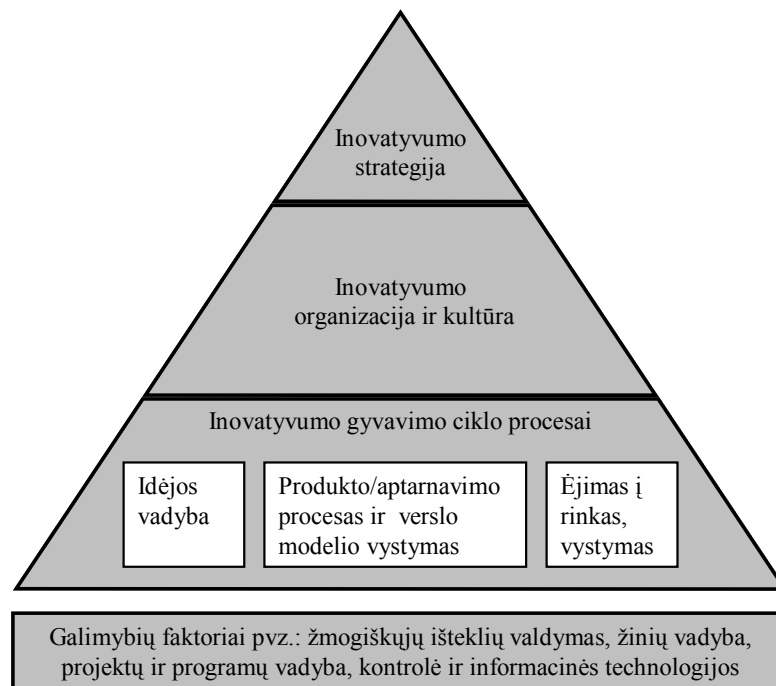 Inovatyvumo
strategija
Inovatyvumo
organizacija ir kultūra
Inovatyvumo gyvavimo ciklo procesai
Idėjos
vadyba
Produkto/aptarnavimo
procesas ir verslo
modelio vystymas
Ėjimas į
rinkas,
vystymas
Galimybių faktoriai pvz.: žmogiškųjų išteklių valdymas, žinių vadyba,
projektų ir programų vadyba, kontrolė ir informacinės technologijos